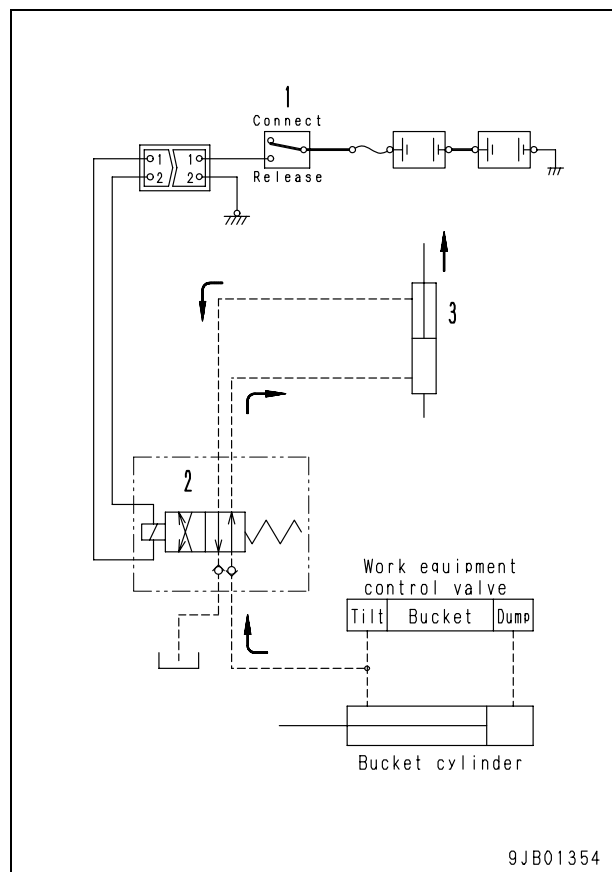 1
Connect
1 1
2 2
Release
3
2
Work equipment
control valve
Tilt Bucket Dump
Bucket cylinder
9JB01354